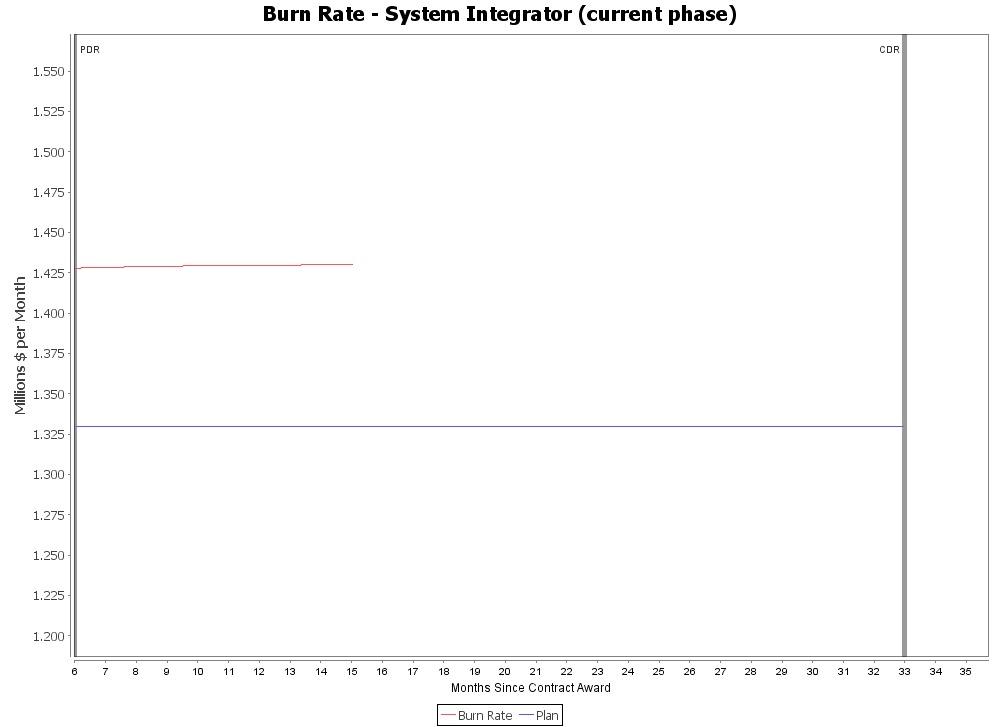 Burn Rate - System Integrator (current phase)
PDR
CDR
1.550
1.525
1.500
1.475
1.450
1.425
1.400
1.375
1.350
1.325
1.300
1.275
1.250
1.225
1.200
Millions $ per Month
6 7 8 9 10 11 12 13 14 15 16 17 18 19 20 21 22 23 24 25 26 27 28 29 30 31 32 33 34 35
Months Since Contract Award
Burn Rate Plan